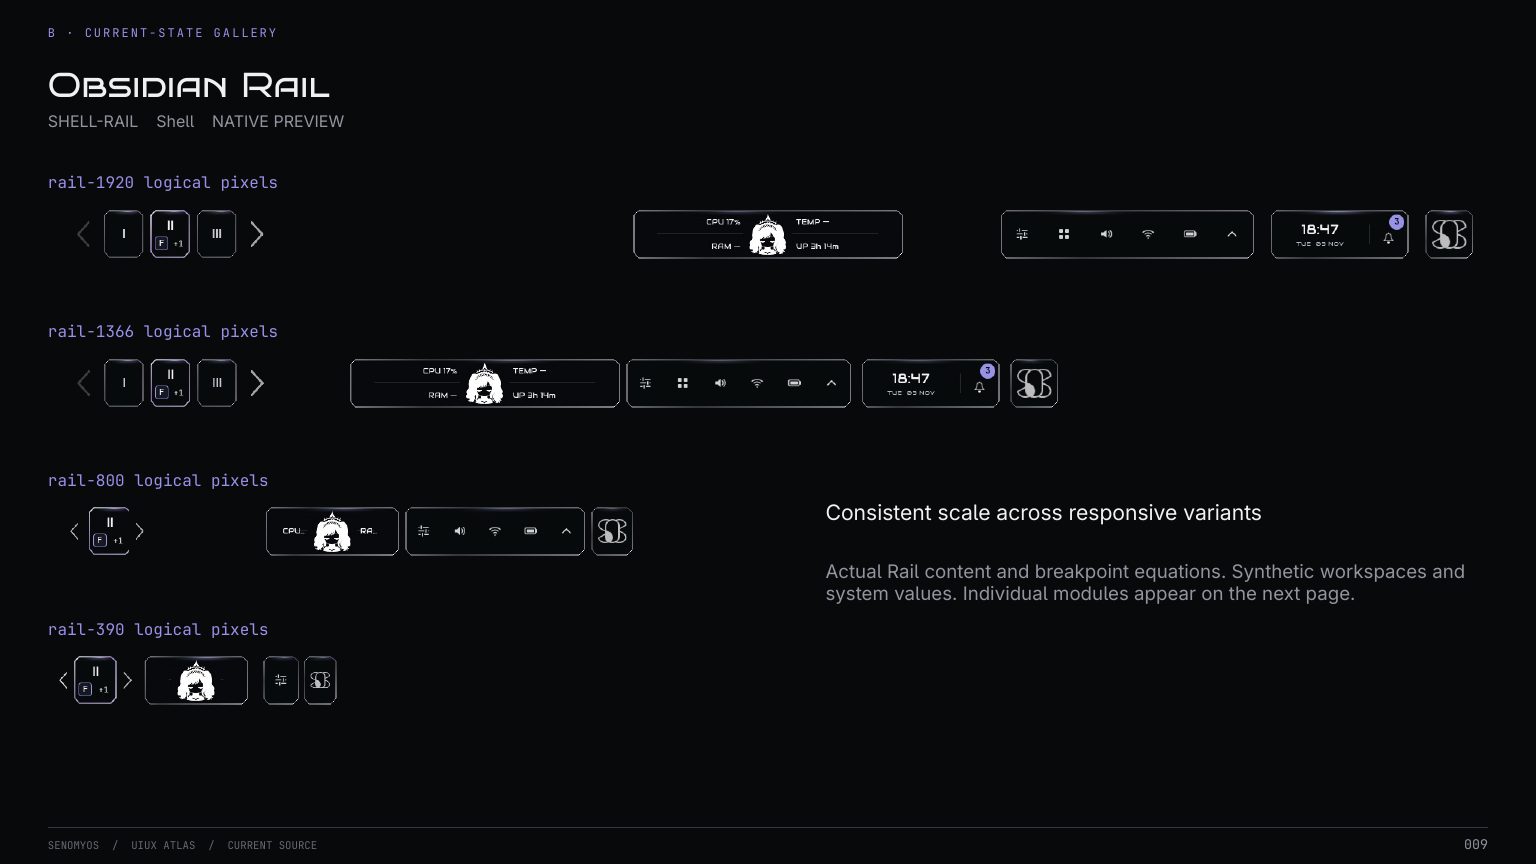 B · CURRENT-STATE GALLERY
Obsidian Rail
SHELL-RAIL Shell NATIVE PREVIEW
rail-1920 logical pixels
I II III
F +1
CPU 17% TEMP —
RAM — UP 3h 14m
18:47
TUE 03 NOV
3
rail-1366 logical pixels
I II III
F +1
CPU 17% TEMP —
RAM — UP 3h 14m
18:47
TUE 03 NOV
3
rail-800 logical pixels
II
F +1
CPU… RA…
Consistent scale across responsive variants
Actual Rail content and breakpoint equations. Synthetic workspaces and
system values. Individual modules appear on the next page.
rail-390 logical pixels
II
F +1
SENOMYOS / UIUX ATLAS / CURRENT SOURCE
009